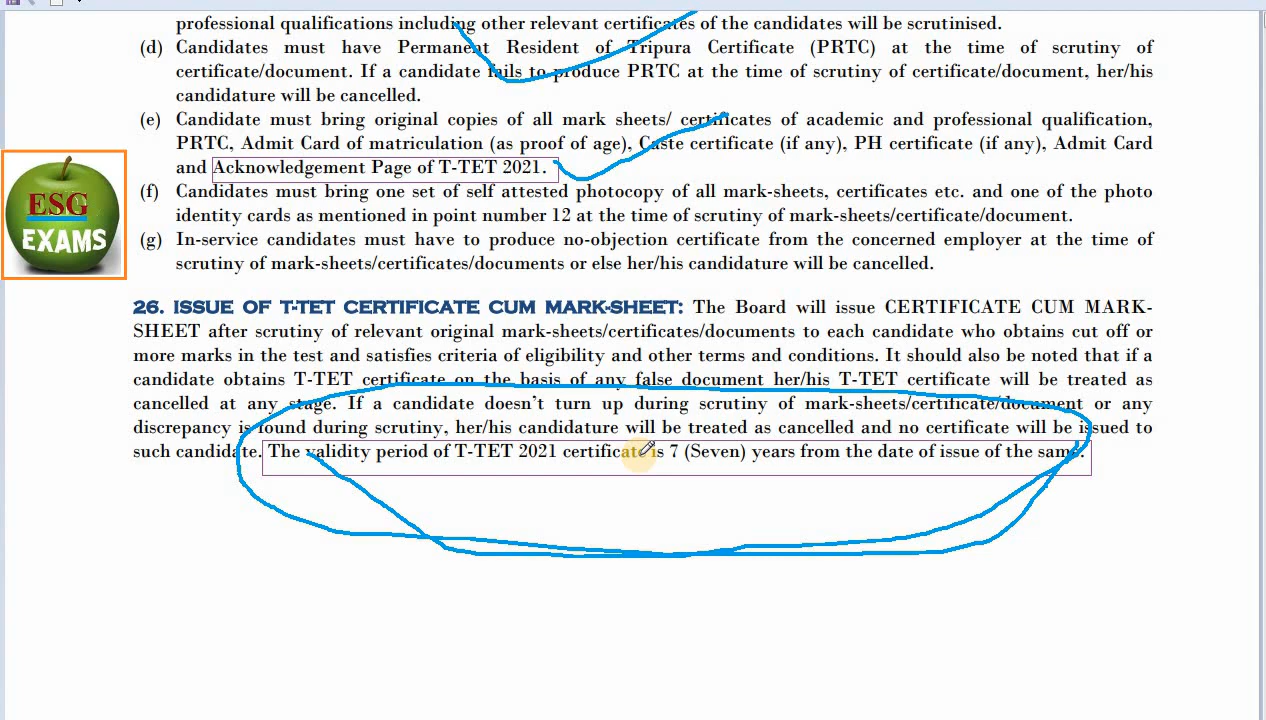 professional qualifications including other relevant certificates of the candidates will be scrutinised.
(d) Candidates must have Permanent Resident of Tripura Certificate (PRTC) at the time of scrutiny of
certificate/document. If a candidate fails to produce PRTC at the time of scrutiny of certificate/document, her/his
candidature will be cancelled.
(e) Candidate must bring original copies of all mark sheets/ certificates of academic and professional qualification,
PRTC, Admit Card of matriculation (as proof of age), Caste certificate (if any), PH certificate (if any), Admit Card
and Acknowledgement Page of T-TET 2021.
(f) Candidates must bring one set of self attested photocopy of all mark-sheets, certificates etc. and one of the photo
identity cards as mentioned in point number 12 at the time of scrutiny of mark-sheets/certificate/document.
(g) In-service candidates must have to produce no-objection certificate from the concerned employer at the time of
scrutiny of mark-sheets/certificates/documents or else her/his candidature will be cancelled.
ESG
EXAMS
26. ISSUE OF T-TET CERTIFICATE CUM MARK-SHEET: The Board will issue CERTIFICATE CUM MARK-
SHEET after scrutiny of relevant original mark-sheets/certificates/documents to each candidate who obtains cut off or
more marks in the test and satisfies criteria of eligibility and other terms and conditions. It should also be noted that if a
candidate obtains T-TET certificate on the basis of any false document her/his T-TET certificate will be treated as
cancelled at any stage. If a candidate doesn't turn up during scrutiny of mark-sheets/certificate/document or any
discrepancy is found during scrutiny, her/his candidature will be treated as cancelled and no certificate will be issued to
such candidate. The validity period of T-TET 2021 certificate is 7 (Seven) years from the date of issue of the same.